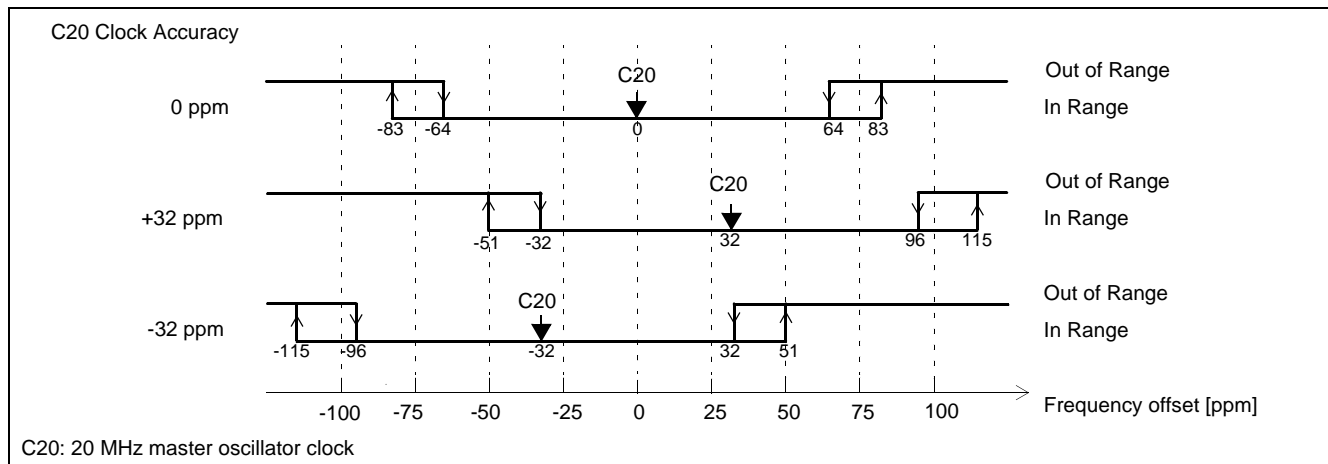 C20 Clock Accuracy
C20
Out of Range
0 ppm
In Range
-83 -64 0 64 83
C20
Out of Range
+32 ppm
In Range
-51 -32 32 96 115
C20
Out of Range
-32 ppm
In Range
-115 -96 -32 32 51
-100 -75 -50 -25 0 25 50 75 100
Frequency offset [ppm]
C20: 20 MHz master oscillator clock